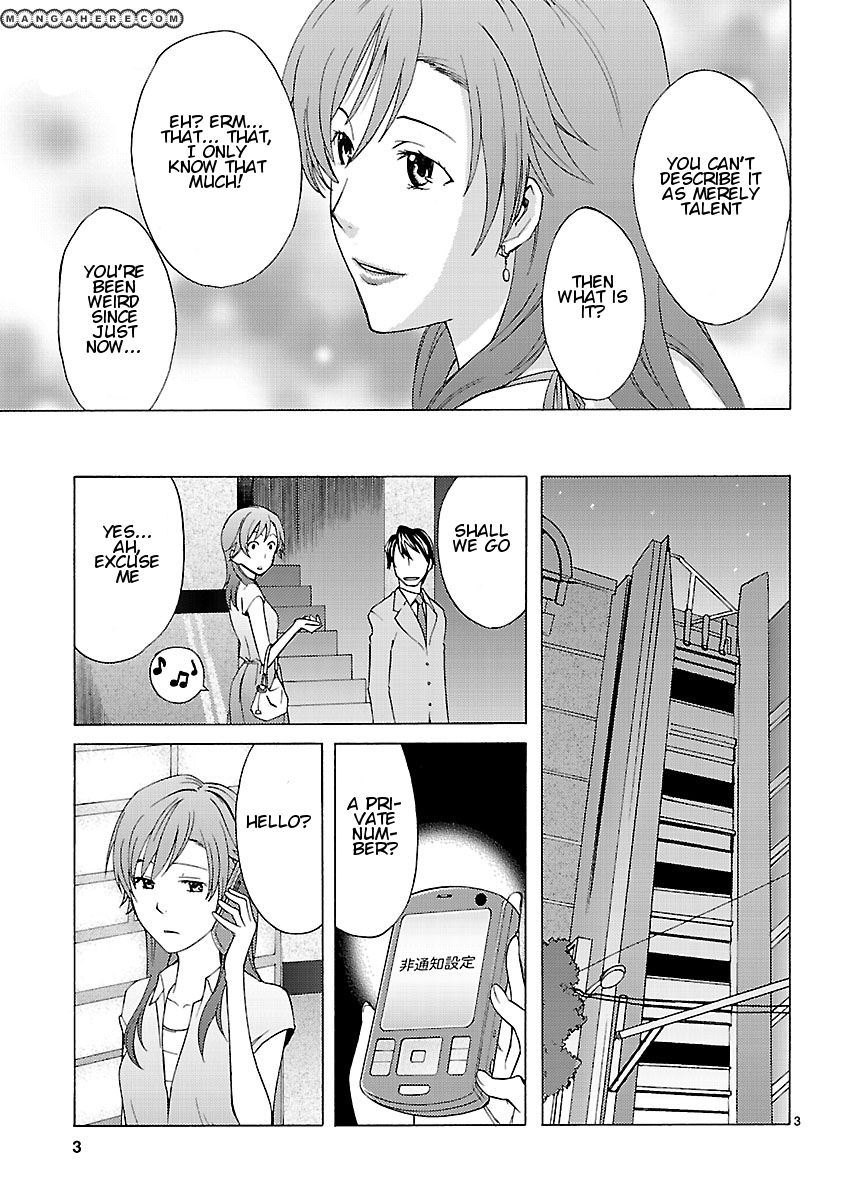 MANGAHERE.COM
YOU CAN'T
DESCRIBE IT
AS MERELY
TALENT
THEN
WHAT IS
IT?
EH? ERM...
THAT... THAT,
I ONLY
KNOW THAT
MUCH!
YOU'RE
BEEN
WEIRD
SINCE
JUST
NOW...
SHALL
WE GO
YES...
AH,
EXCUSE
ME
A PRI-
VATE
NUM-
BER?
非通知設定
HELLO?
3
3